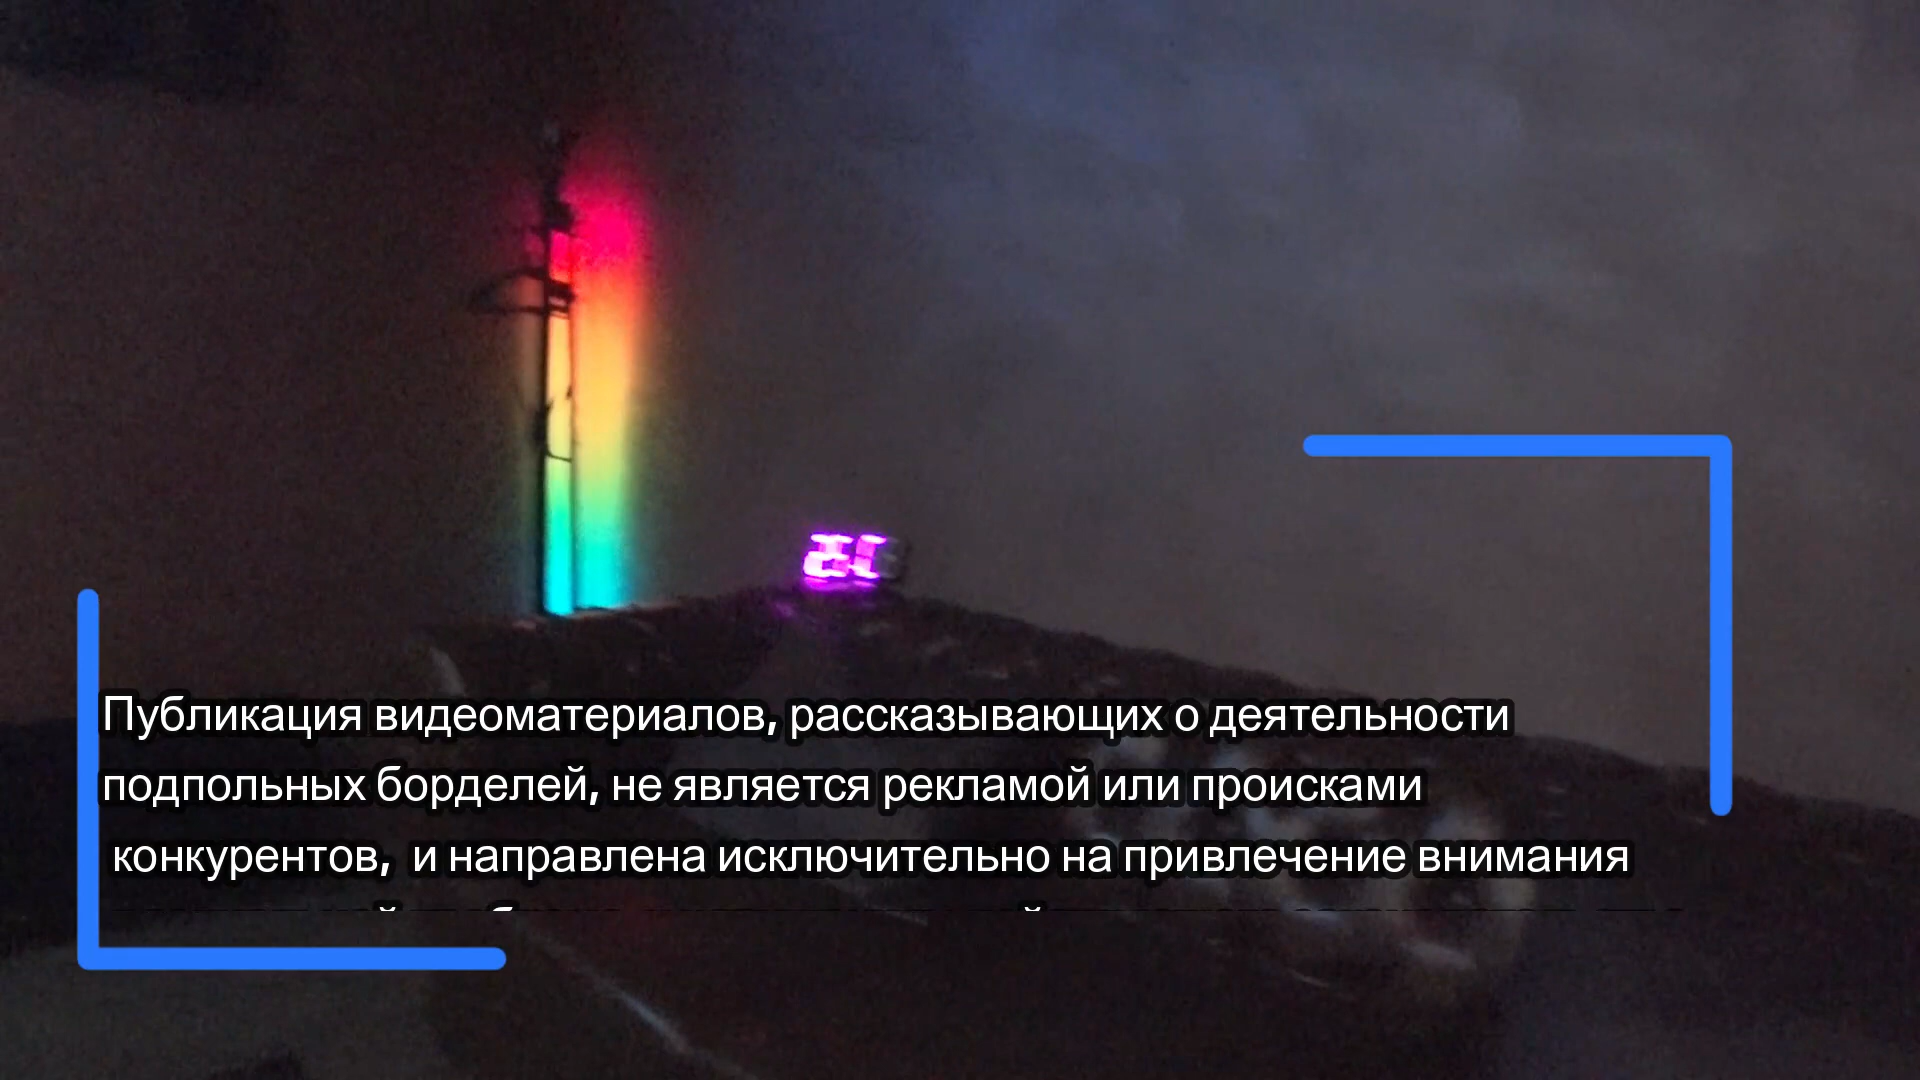 Публикация видеоматериалов, рассказывающих о деятельности
подпольных борделей, не является рекламой или происками
конкурентов, и направлена исключительно на привлечение внимания